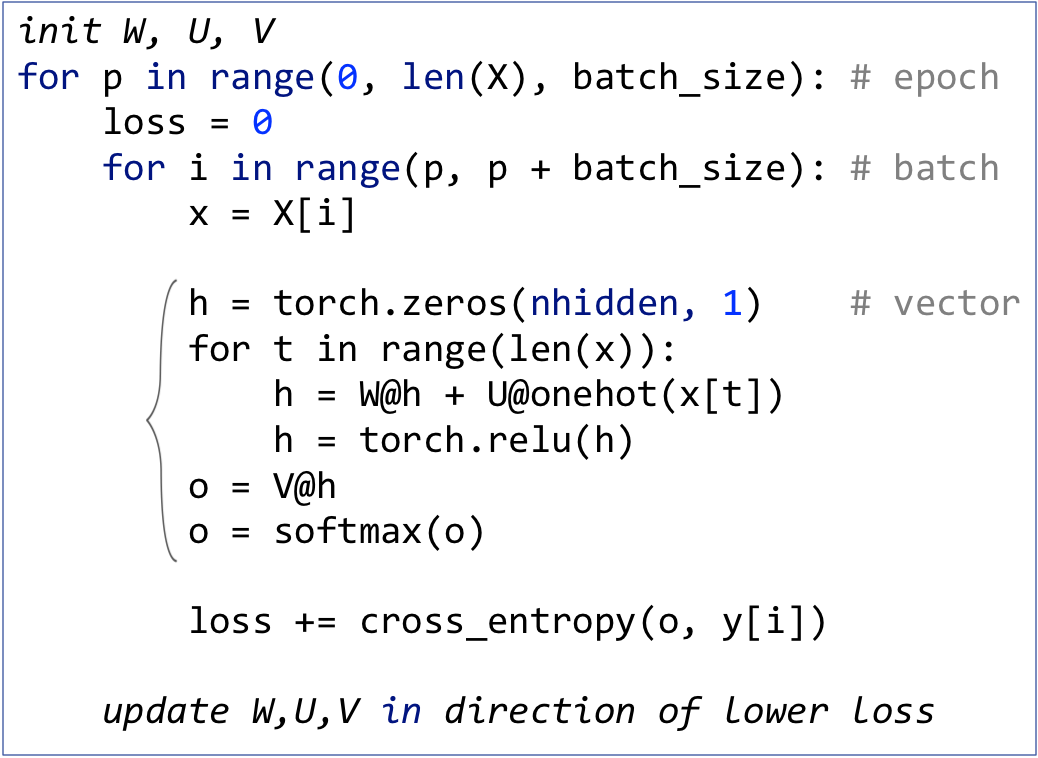 init W, U, V
for p in range(0, len(X), batch_size): # epoch
    loss = 0
    for i in range(p, p + batch_size): # batch
        x = X[i]

        h = torch.zeros(nhidden, 1)    # vector
        for t in range(len(x)):
            h = W@h + U@onehot(x[t])
            h = torch.relu(h)
        o = V@h
        o = softmax(o)

        loss += cross_entropy(o, y[i])

    update W,U,V in direction of lower loss